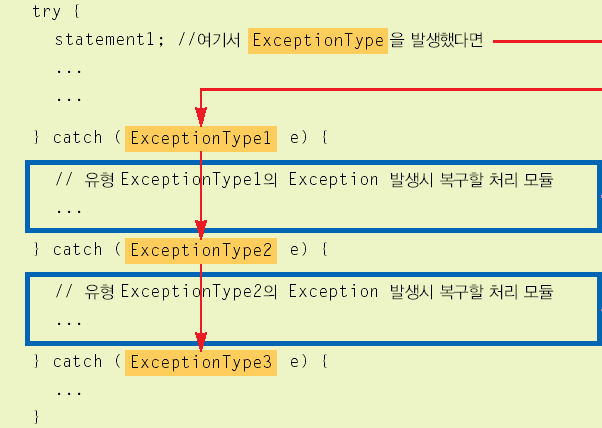 try {
statement1; //여기서 ExceptionType을 발생했다면
...
...
} catch ( ExceptionType1 e) {
// 유형 ExceptionType1의 Exception 발생시 복구할 처리 모듈
...
} catch ( ExceptionType2 e) {
// 유형 ExceptionType2의 Exception 발생시 복구할 처리 모듈
...
} catch ( ExceptionType3 e) {
...
}